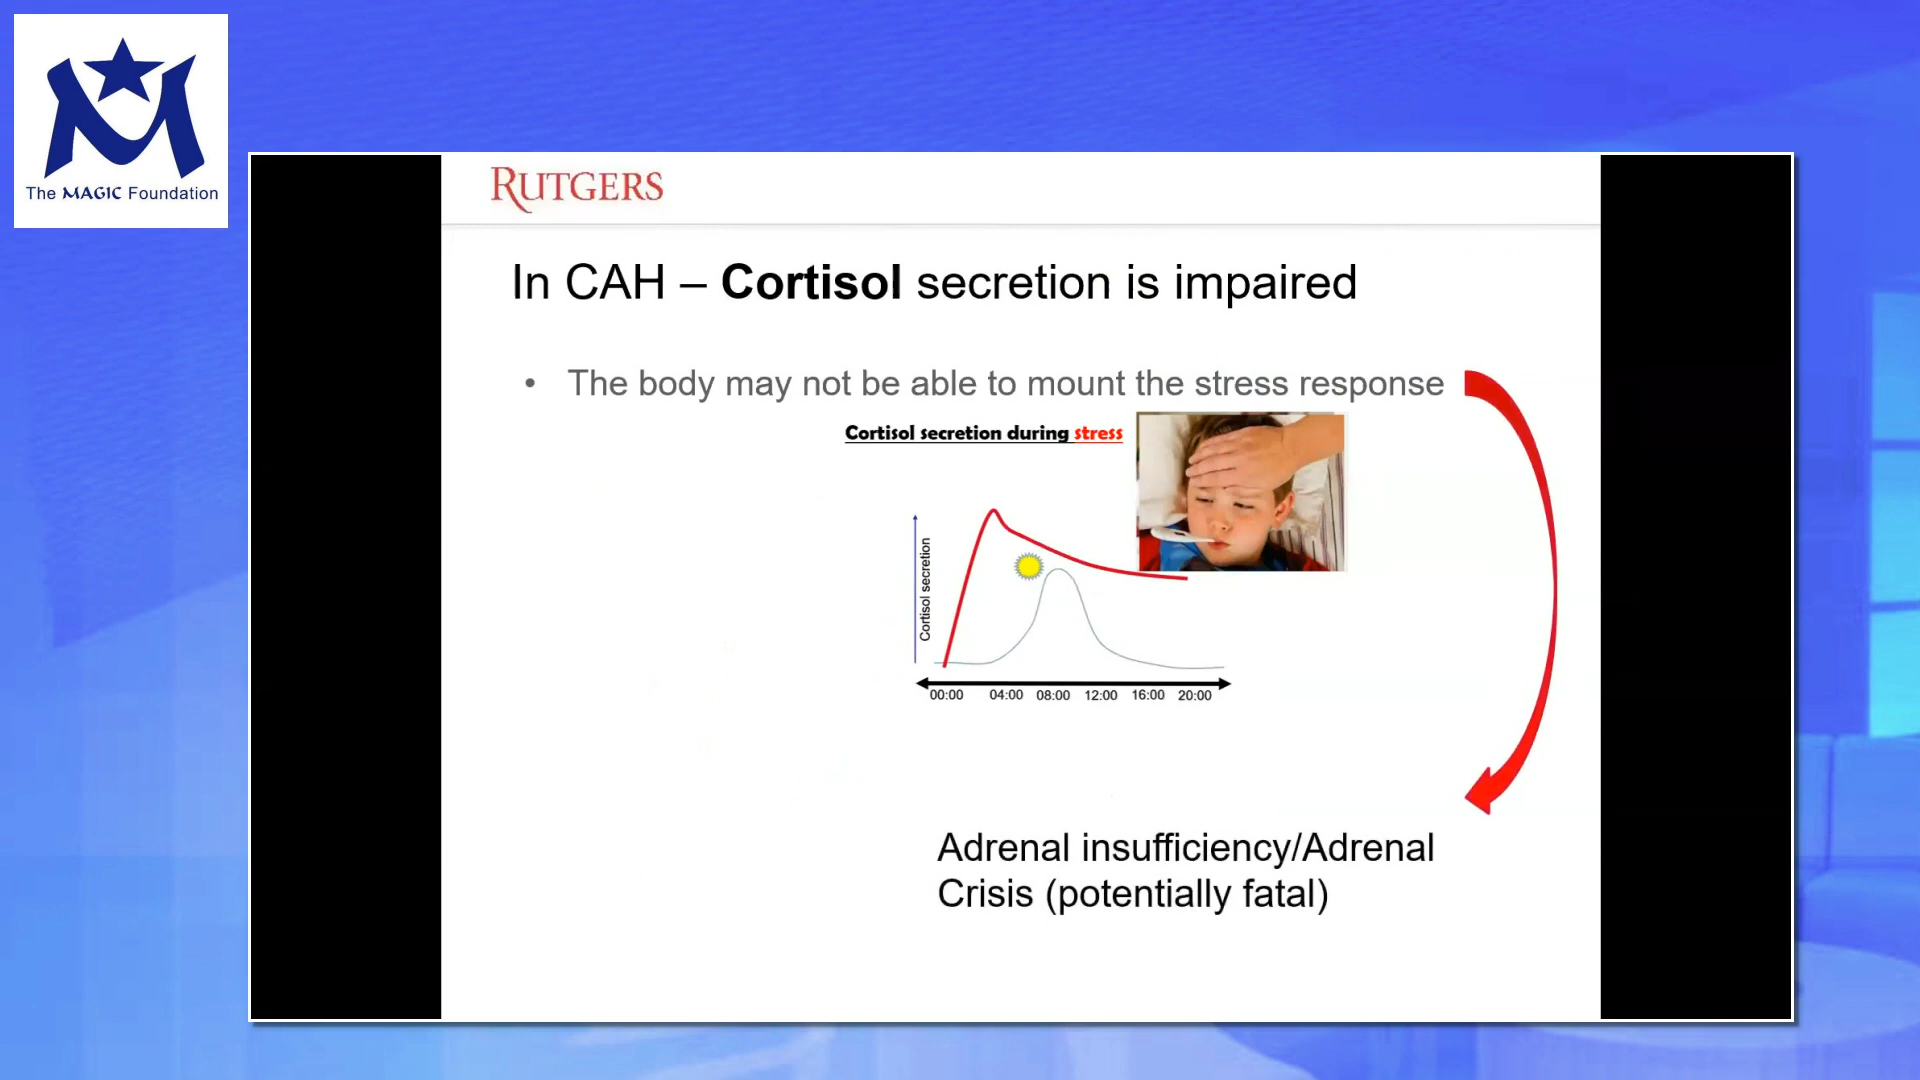 The MAGIC Foundation
RUTGERS
In CAH – Cortisol secretion is impaired
• The body may not be able to mount the stress response
Cortisol secretion during stress
Cortisol secretion
00:00 04:00 08:00 12:00 16:00 20:00
Adrenal insufficiency/Adrenal
Crisis (potentially fatal)